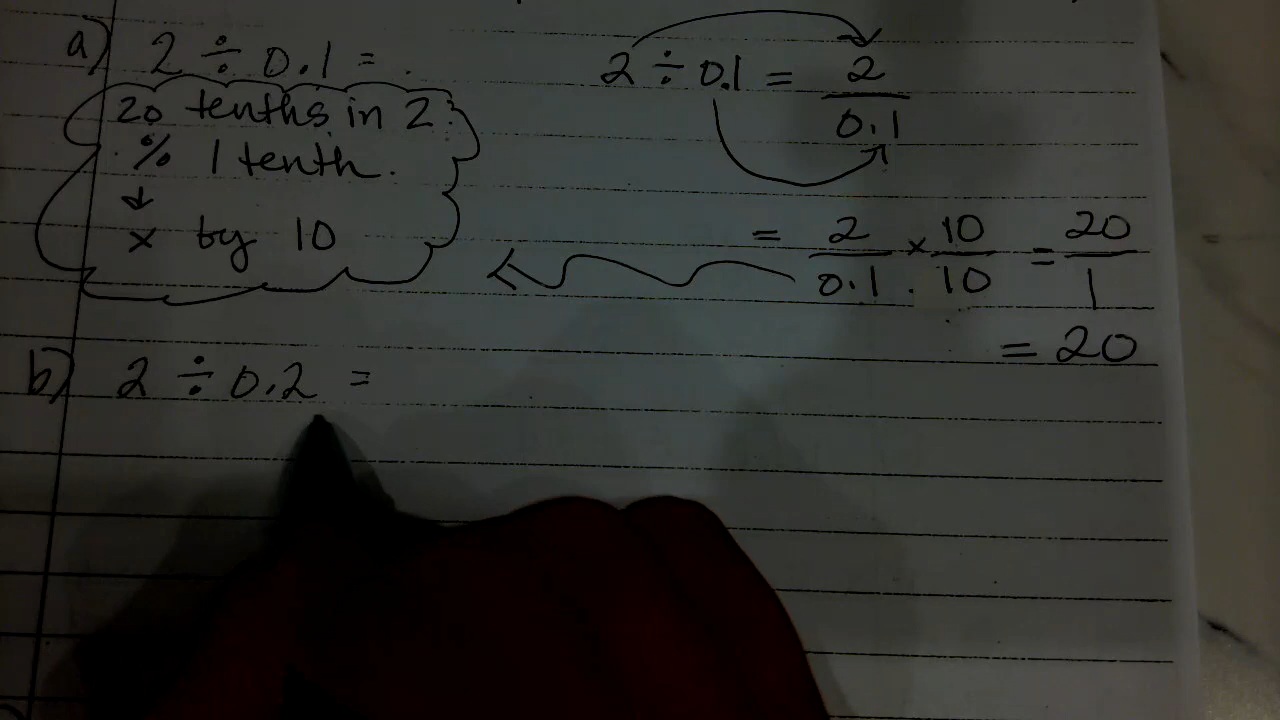 a) 2 ÷ 0.1 = .
20 tenths in 2.
% 1 tenth.
↓
x by 10
2 ÷ 0.1 = 2/0.1
= 2/0.1 × 10/10 = 20/1
= 20
b) 2 ÷ 0.2 =